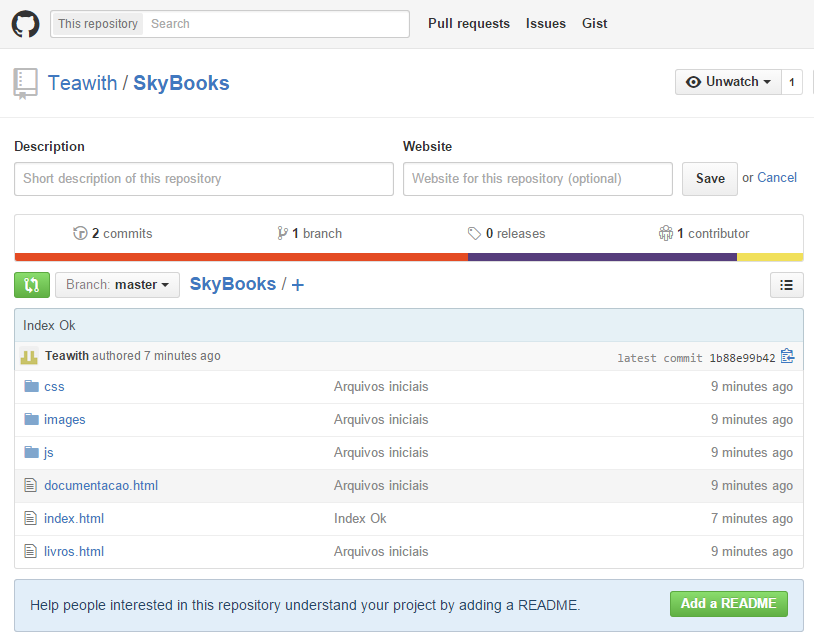 This repository Search Pull requests Issues Gist
Teawith / SkyBooks Unwatch 1
Description Website
Short description of this repository Website for this repository (optional) Save or Cancel
2 commits 1 branch 0 releases 1 contributor
Branch: master SkyBooks / +
Index Ok
Teawith authored 7 minutes ago latest commit 1b88e99b42
css Arquivos iniciais 9 minutes ago
images Arquivos iniciais 9 minutes ago
js Arquivos iniciais 9 minutes ago
documentacao.html Arquivos iniciais 9 minutes ago
index.html Index Ok 7 minutes ago
livros.html Arquivos iniciais 9 minutes ago
Help people interested in this repository understand your project by adding a README. Add a README